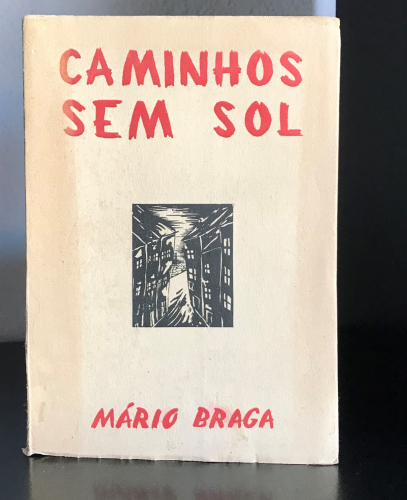 CAMINHOS
SEM SOL
MÁRIO BRAGA